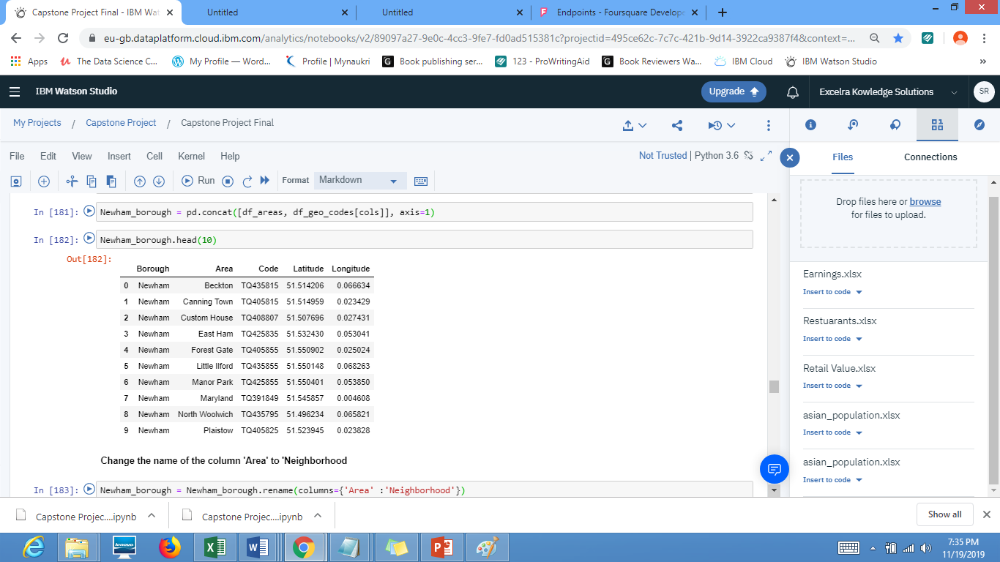 Capstone Project Final - IBM Wat
Untitled
Untitled
Endpoints - Foursquare Develope
eu-gb.dataplatform.cloud.ibm.com/analytics/notebooks/v2/89097a27-9e0c-4cc3-9fe7-fd0ad515381c?projectid=495ce62c-7c7c-421b-9d14-3922ca9387f4&context=...
Apps
The Data Science C...
My Profile — Word...
Profile | Mynaukri
Book publishing ser...
123 - ProWritingAid
Book Reviewers Wa...
IBM Cloud
IBM Watson Studio
IBM Watson Studio
Upgrade
Excelra Kowledge Solutions
SR
My Projects / Capstone Project / Capstone Project Final
File Edit View Insert Cell Kernel Help
Not Trusted | Python 3.6
Run
Format
Markdown
In [181]: Newham_borough = pd.concat([df_areas, df_geo_codes[cols]], axis=1)
In [182]: Newham_borough.head(10)
Out[182]:
Borough Area Code Latitude Longitude
0 Newham Beckton TQ435815 51.514206 0.066634
1 Newham Canning Town TQ405815 51.514959 0.023429
2 Newham Custom House TQ408807 51.507696 0.027431
3 Newham East Ham TQ425835 51.532430 0.053041
4 Newham Forest Gate TQ405855 51.550902 0.025024
5 Newham Little Ilford TQ435855 51.550148 0.068263
6 Newham Manor Park TQ425855 51.550401 0.053850
7 Newham Maryland TQ391849 51.545857 0.004608
8 Newham North Woolwich TQ435795 51.496234 0.065821
9 Newham Plaistow TQ405825 51.523945 0.023828
Change the name of the column 'Area' to 'Neighborhood
In [183]: Newham_borough = Newham_borough.rename(columns={'Area' :'Neighborhood'})
Files
Connections
Drop files here or browse
for files to upload.
Earnings.xlsx
Insert to code
Restuarants.xlsx
Insert to code
Retail Value.xlsx
Insert to code
asian_population.xlsx
Insert to code
asian_population.xlsx
Insert to code
Capstone Projec....ipynb
Capstone Projec....ipynb
Show all
lenovo
7:35 PM
11/19/2019